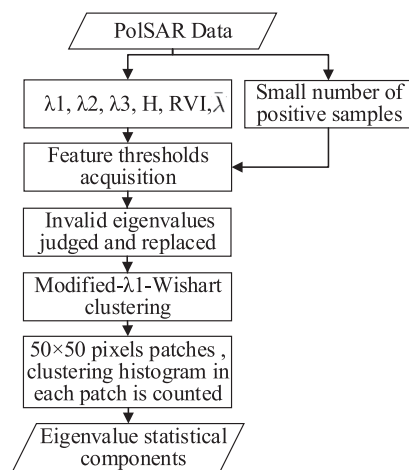 PolSAR Data
λ1, λ2, λ3, H, RVI, λ̄
Small number of
positive samples
Feature thresholds
acquisition
Invalid eigenvalues
judged and replaced
Modified-λ1-Wishart
clustering
50×50 pixels patches ,
clustering histogram in
each patch is counted
Eigenvalue statistical
components